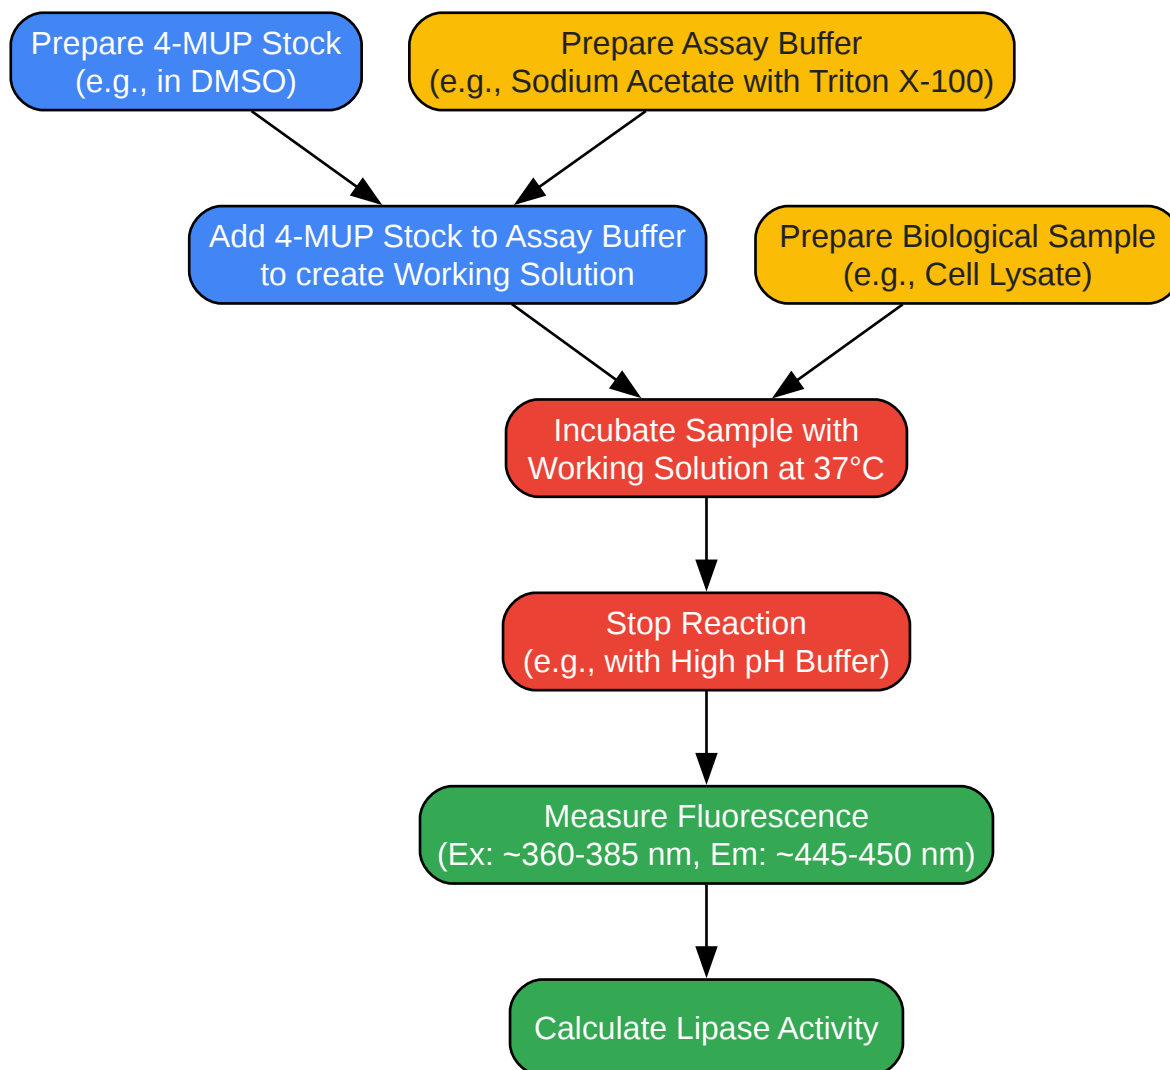 Prepare 4-MUP Stock
(e.g., in DMSO)
Prepare Assay Buffer
(e.g., Sodium Acetate with Triton X-100)
Add 4-MUP Stock to Assay Buffer
to create Working Solution
Prepare Biological Sample
(e.g., Cell Lysate)
Incubate Sample with
Working Solution at 37°C
Stop Reaction
(e.g., with High pH Buffer)
Measure Fluorescence
(Ex: ~360-385 nm, Em: ~445-450 nm)
Calculate Lipase Activity